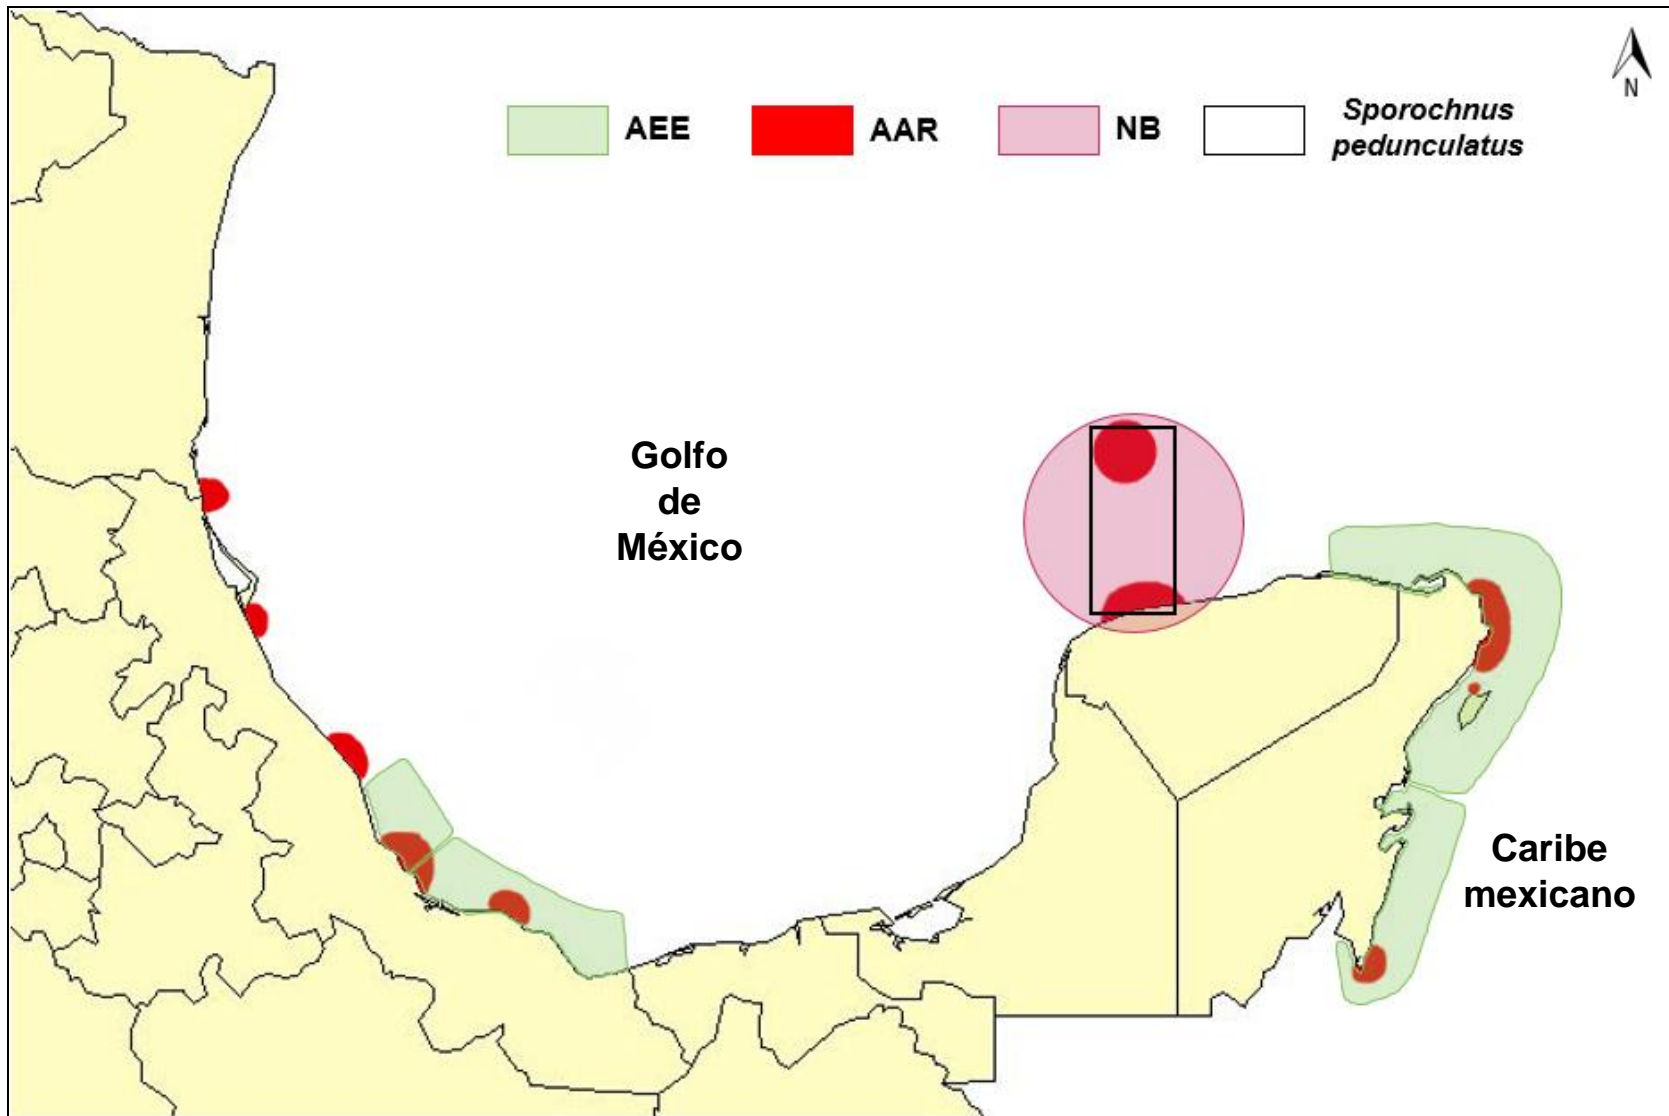 N
AEE
AAR
NB
Sporochnus
pedunculatus
Golfo
de
México
Caribe
mexicano